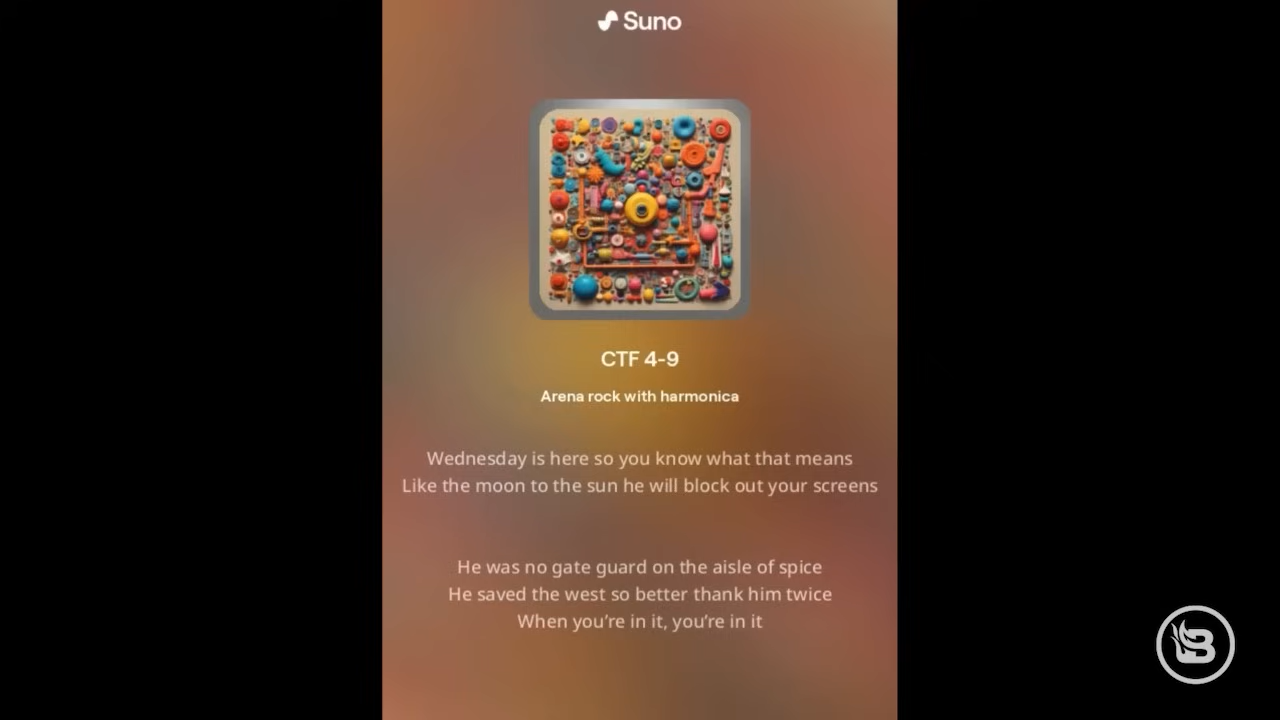 Suno
CTF 4-9
Arena rock with harmonica
Wednesday is here so you know what that means
Like the moon to the sun he will block out your screens
He was no gate guard on the aisle of spice
He saved the west so better thank him twice
When you’re in it, you’re in it
B